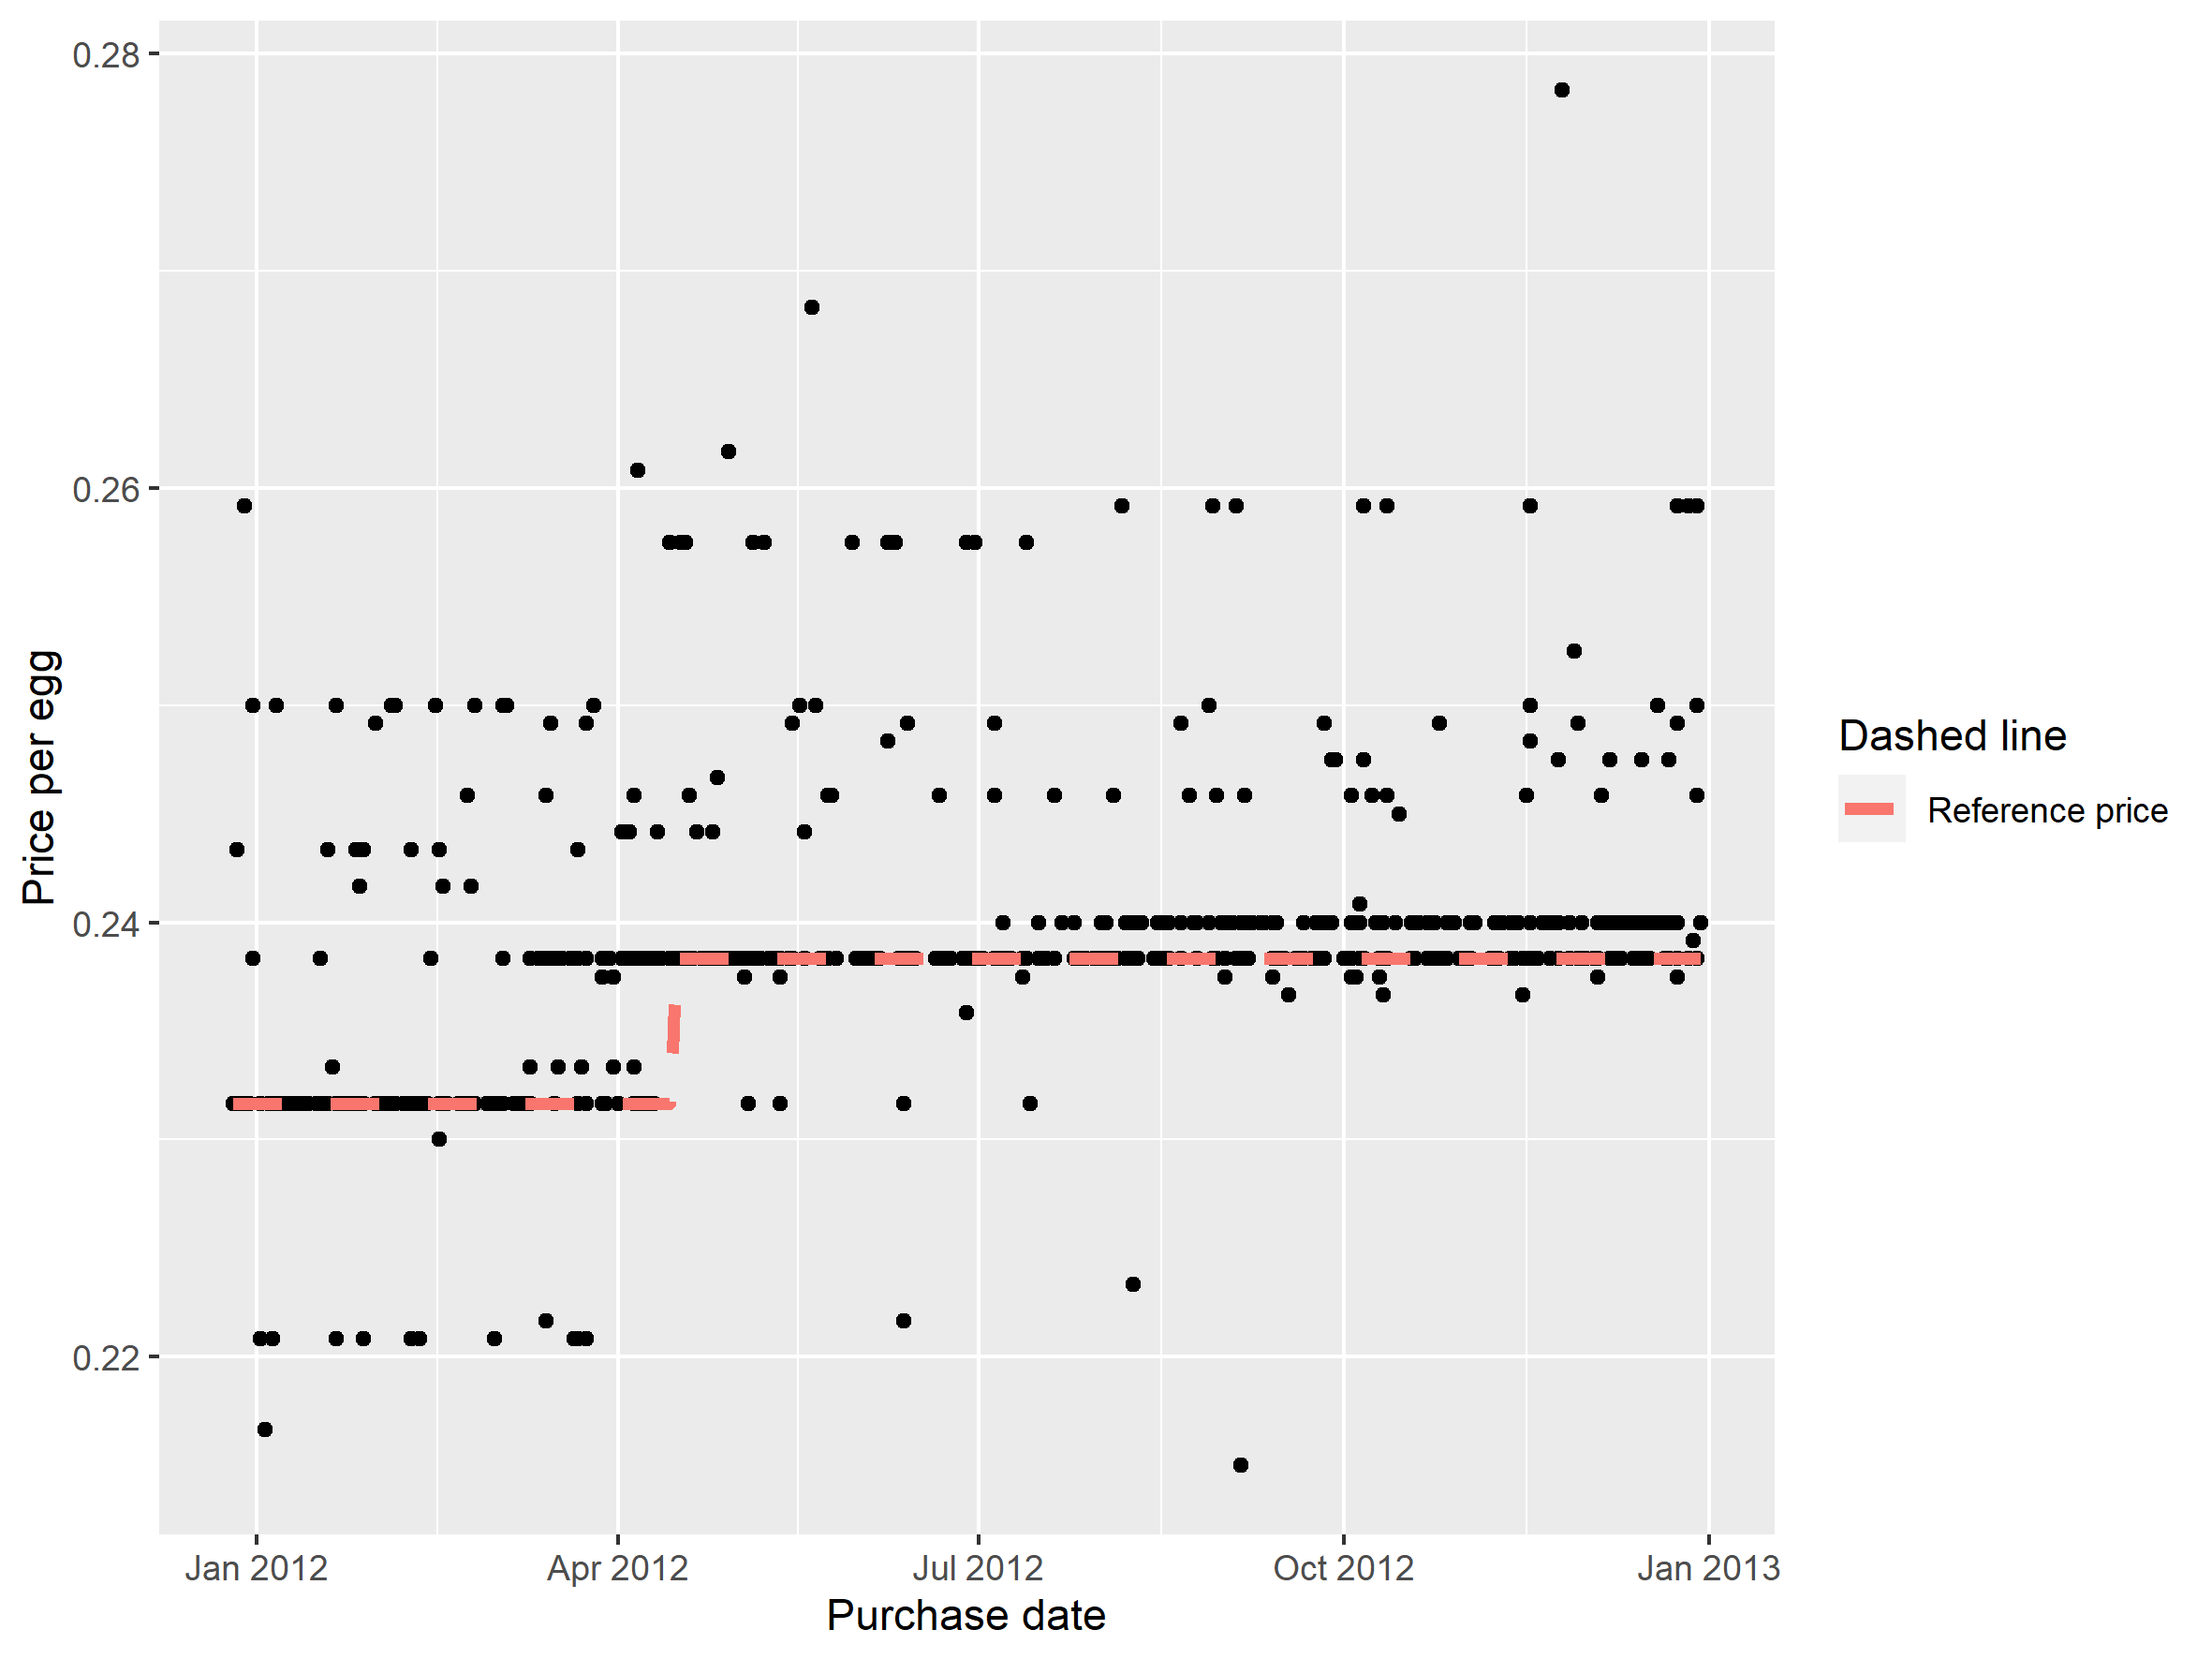 0.28
0.26
0.24
0.22
Price per egg
Jan 2012
Apr 2012
Jul 2012
Oct 2012
Jan 2013
Purchase date
Dashed line
Reference price